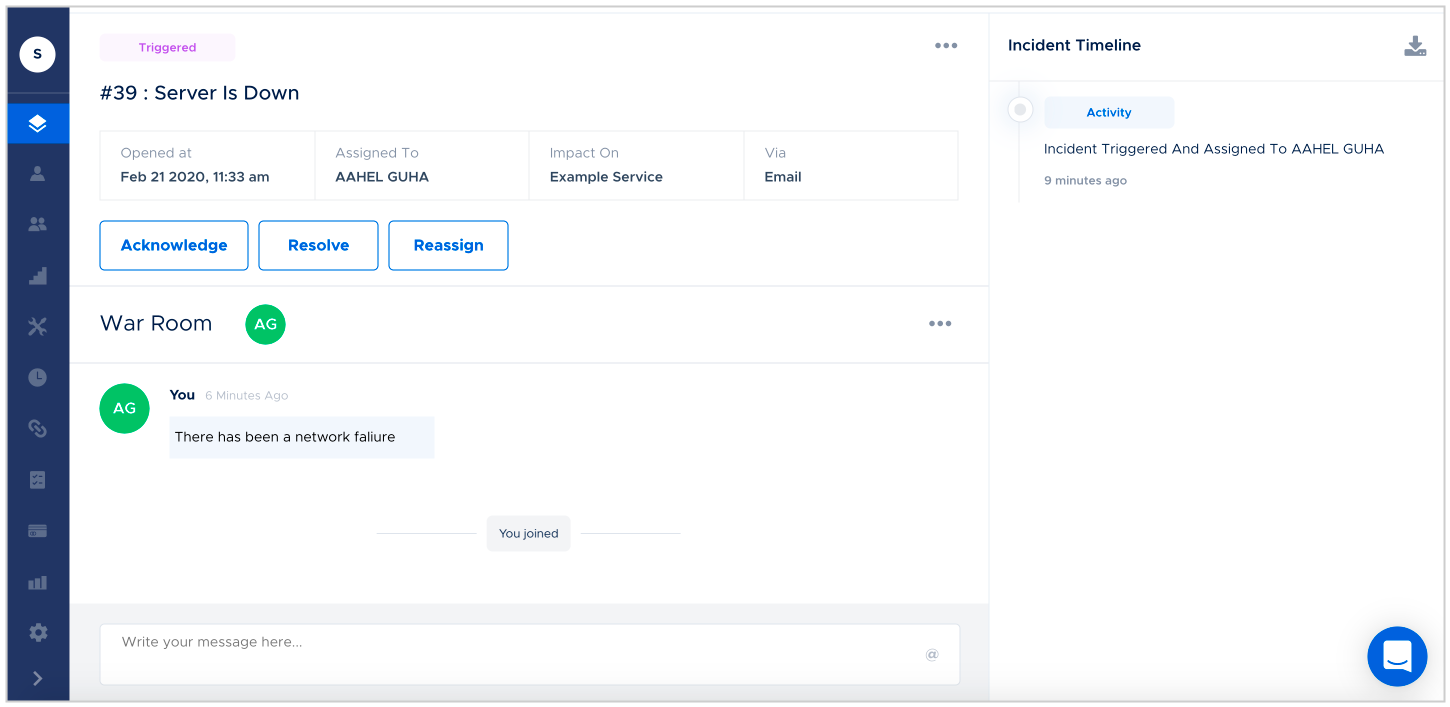 S
Triggered
#39 : Server Is Down
Opened at
Feb 21 2020, 11:33 am
Assigned To
AAHEL GUHA
Impact On
Example Service
Via
Email
Acknowledge
Resolve
Reassign
War Room
AG
AG
You 6 Minutes Ago
There has been a network faliure
You joined
Write your message here...
@
Incident Timeline
Activity
Incident Triggered And Assigned To AAHEL GUHA
9 minutes ago